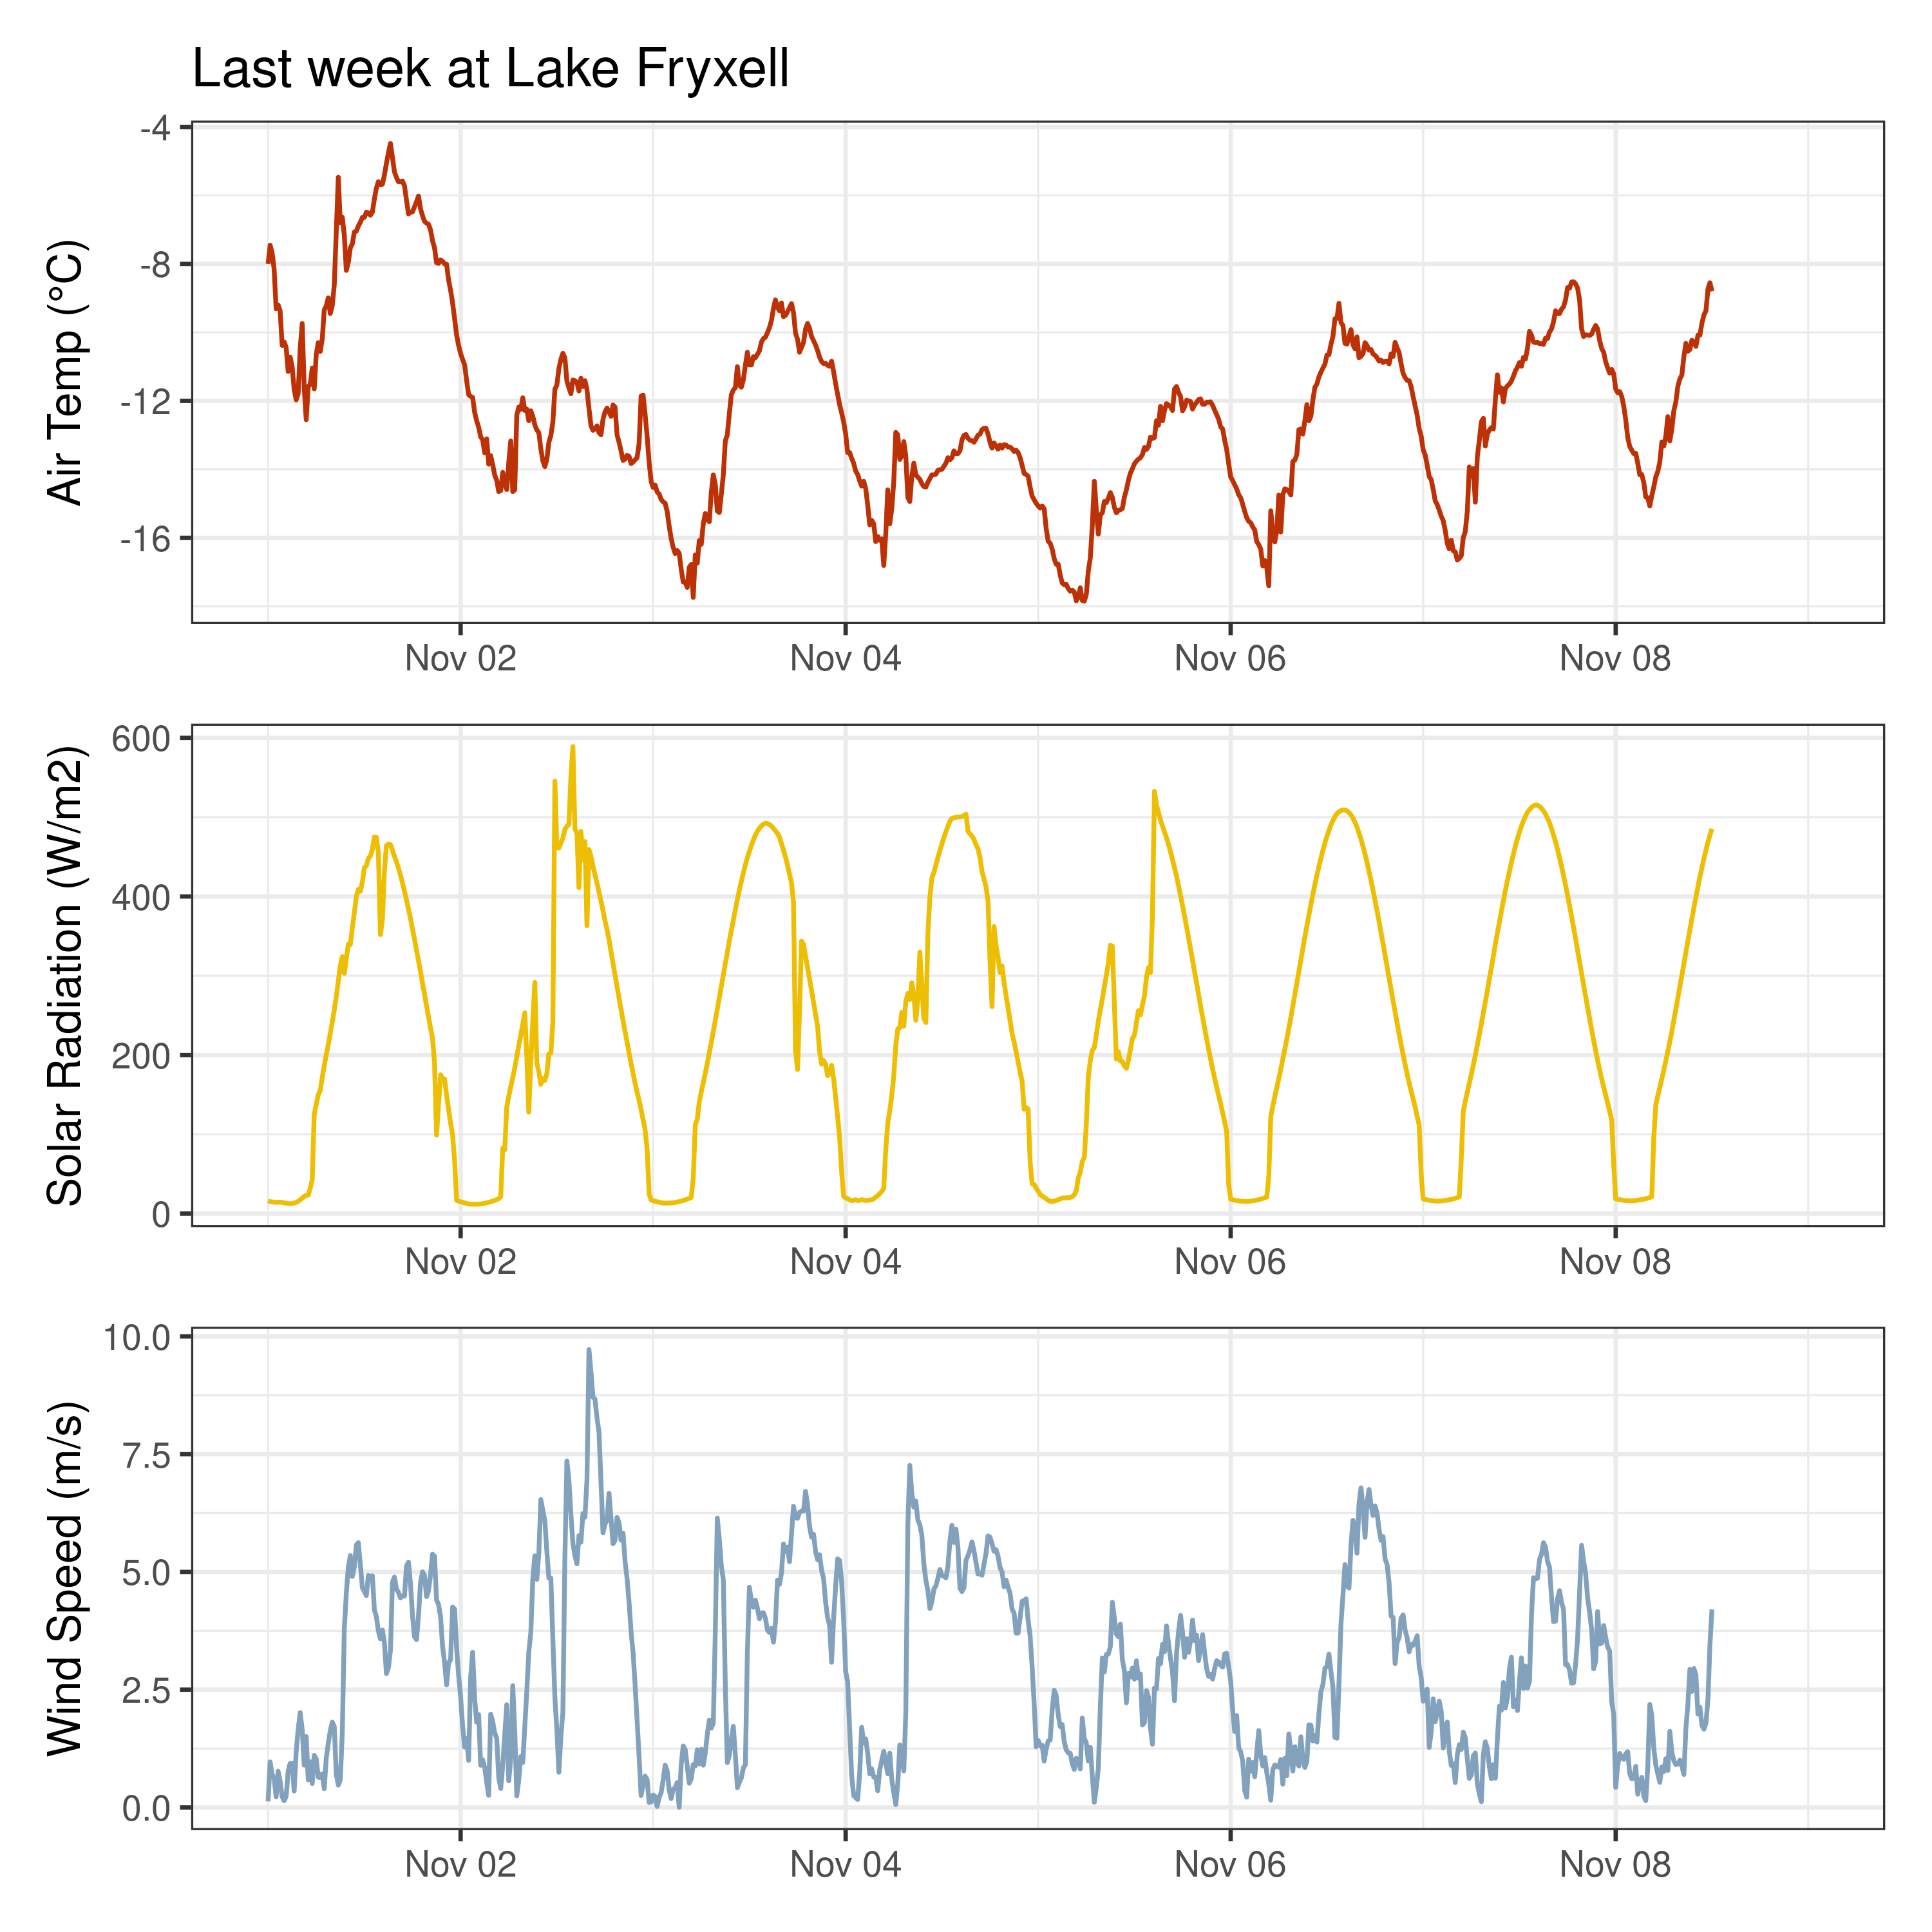 Last week at Lake Fryxell
Air Temp (°C)
-4
-8
-12
-16
Nov 02 Nov 04 Nov 06 Nov 08
Solar Radiation (W/m2)
600
400
200
0
Nov 02 Nov 04 Nov 06 Nov 08
Wind Speed (m/s)
10.0
7.5
5.0
2.5
0.0
Nov 02 Nov 04 Nov 06 Nov 08